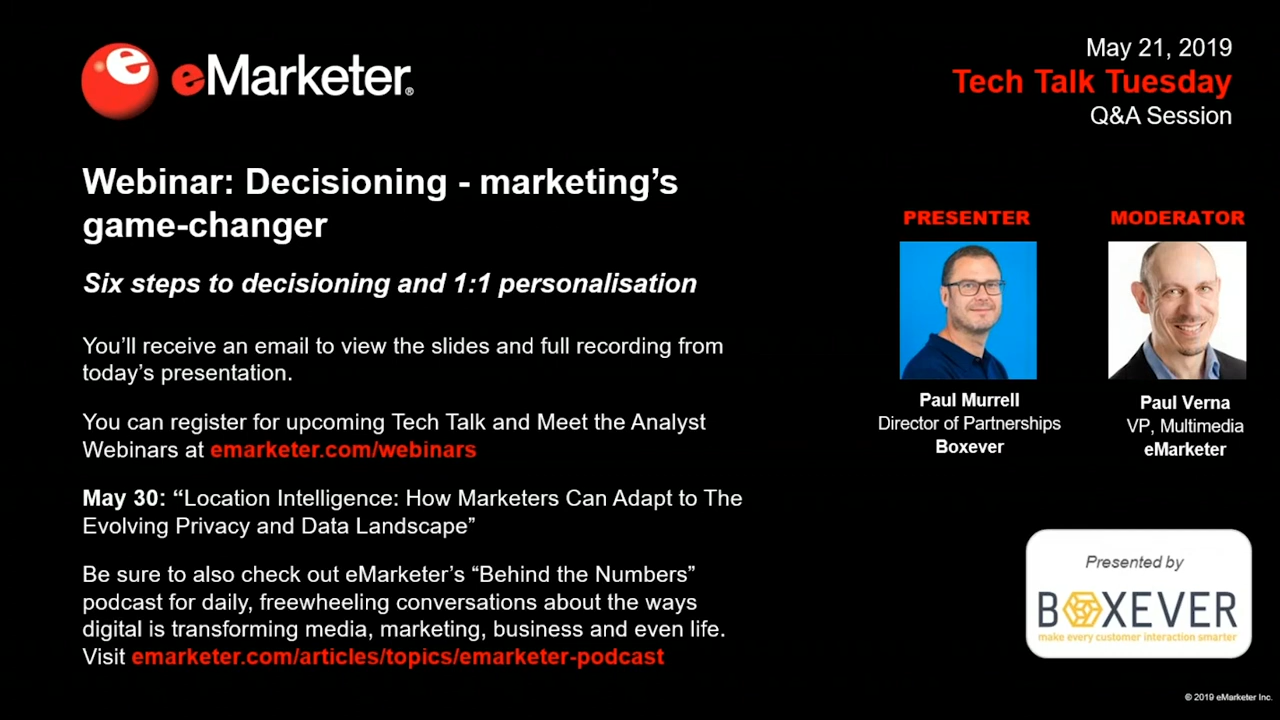 eMarketer®
May 21, 2019
Tech Talk Tuesday
Q&A Session
Webinar: Decisioning - marketing’s
game-changer
Six steps to decisioning and 1:1 personalisation
You’ll receive an email to view the slides and full recording from
today’s presentation.
You can register for upcoming Tech Talk and Meet the Analyst
Webinars at emarketer.com/webinars
May 30: “Location Intelligence: How Marketers Can Adapt to The
Evolving Privacy and Data Landscape”
Be sure to also check out eMarketer’s “Behind the Numbers”
podcast for daily, freewheeling conversations about the ways
digital is transforming media, marketing, business and even life.
Visit emarketer.com/articles/topics/emarketer-podcast
PRESENTER
Paul Murrell
Director of Partnerships
Boxever
MODERATOR
Paul Verna
VP, Multimedia
eMarketer
Presented by
BOXEVER
make every customer interaction smarter
© 2019 eMarketer Inc.